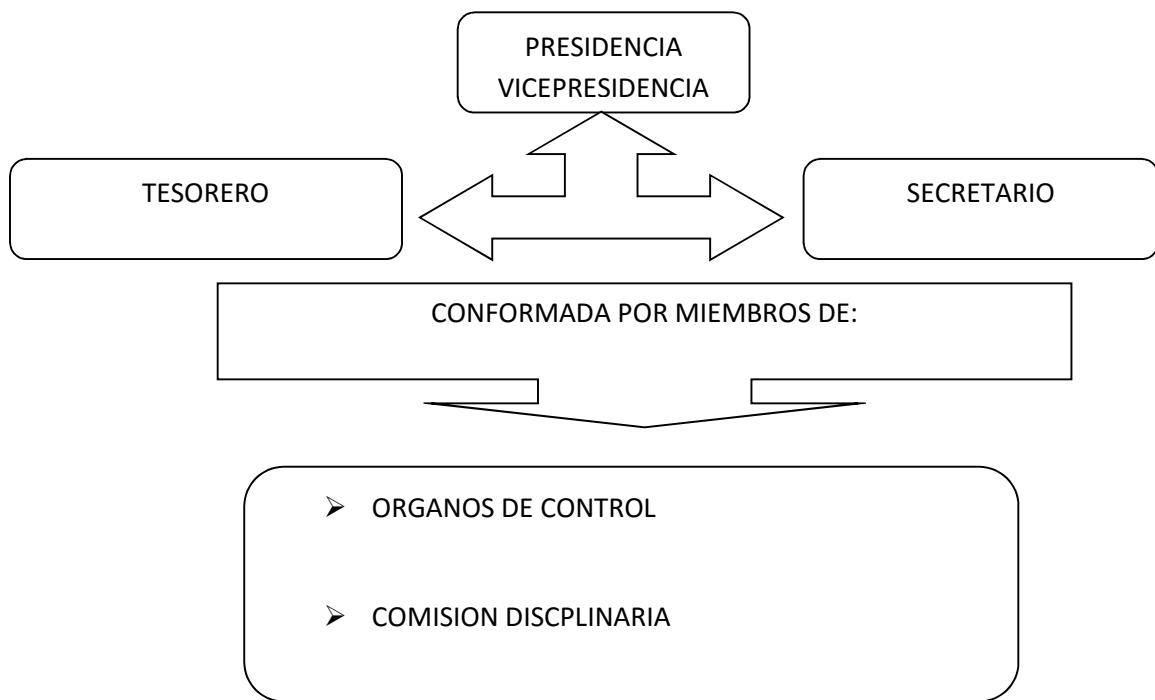 PRESIDENCIA
VICEPRESIDENCIA
TESORERO
SECRETARIO
CONFORMADA POR MIEMBROS DE:
➢ ORGANOS DE CONTROL
➢ COMISION DISCPLINARIA